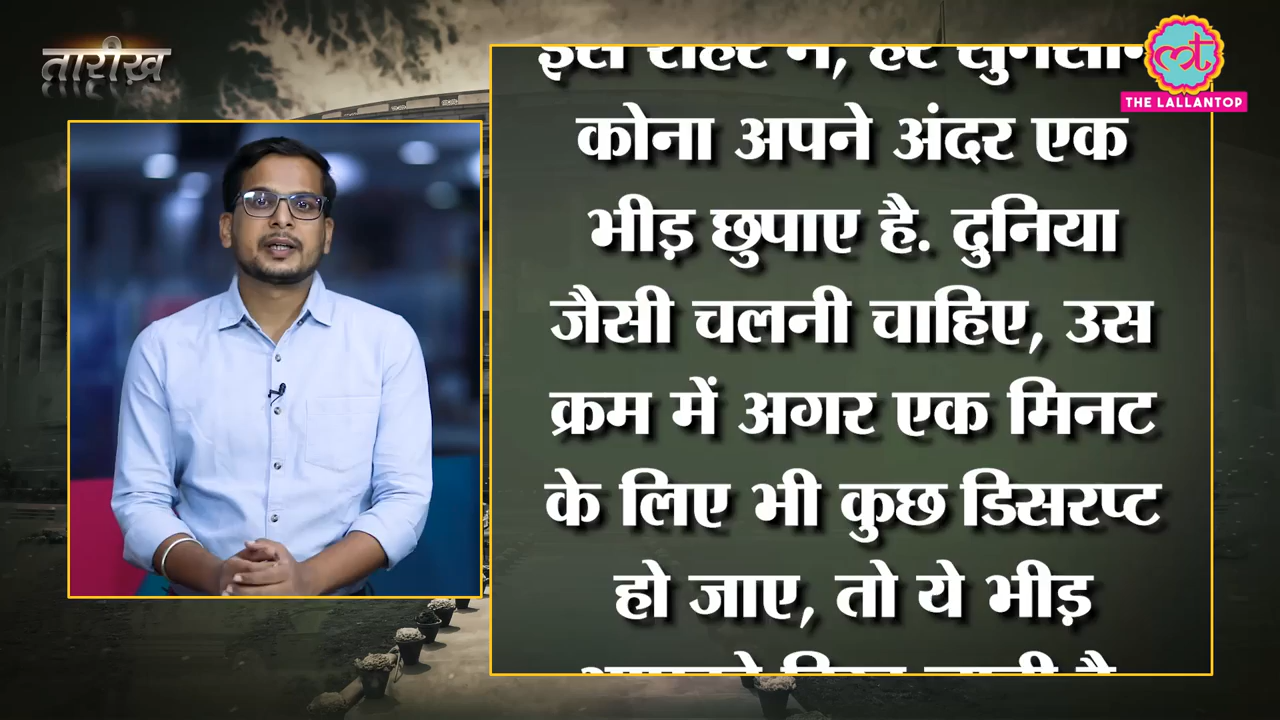 तारीख़
THE LALLANTOP
कोना अपने अंदर एक
भीड़ छुपाए है. दुनिया
जैसी चलनी चाहिए, उस
क्रम में अगर एक मिनट
के लिए भी कुछ डिसरप्ट
हो जाए, तो ये भीड़